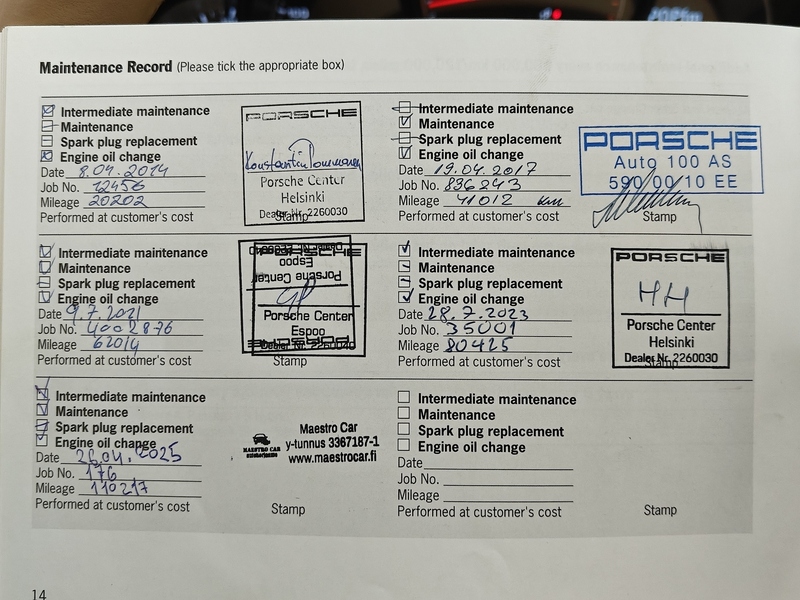 Maintenance Record (Please tick the appropriate box)
Intermediate maintenance
Maintenance
Spark plug replacement
Engine oil change
Date 8.04.2014
Job No. 12456
Mileage 20202
Performed at customer's cost
PORSCHE
Porsche Center
Helsinki
Dealer Nr. 2260030
Stamp
Intermediate maintenance
Maintenance
Spark plug replacement
Engine oil change
Date 19.04.2017
Job No. 836243
Mileage 41012 km
Performed at customer's cost
PORSCHE
Auto 100 AS
590 00 10 EE
Stamp
Intermediate maintenance
Maintenance
Spark plug replacement
Engine oil change
Date 9.7.2021
Job No. 4002876
Mileage 62014
Performed at customer's cost
Porsche Center
Espoo
Porsche Center
Espoo
Stamp
Intermediate maintenance
Maintenance
Spark plug replacement
Engine oil change
Date 28.7.2023
Job No. 35001
Mileage 80425
Performed at customer's cost
PORSCHE
HH
Porsche Center
Helsinki
Dealer Nr. 2260030
Stamp
Intermediate maintenance
Maintenance
Spark plug replacement
Engine oil change
Date 26.04.2025
Job No. 176
Mileage 110217
Performed at customer's cost
MAESTRO CAR
Maestro Car
y-tunnus 3367187-1
www.maestrocar.fi
Stamp
Intermediate maintenance
Maintenance
Spark plug replacement
Engine oil change
Date
Job No.
Mileage
Performed at customer's cost
Stamp
14